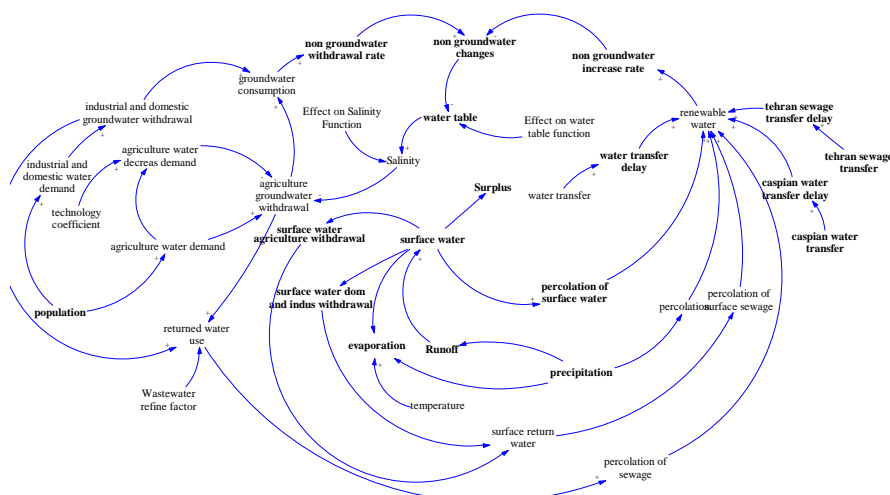 non groundwater
withdrawal rate
non groundwater
changes
non groundwater
increase rate
groundwater
consumption
industrial and domestic
groundwater withdrawal
Effect on Salinity
Function
water table
Effect on water
table function
renewable
water
tehran sewage
transfer delay
agriculture water
decreas demand
industrial and
domestic water
demand
Salinity
water transfer
delay
tehran sewage
transfer
technology
coefficient
agriculture
groundwater
withdrawal
Surplus
water transfer
caspian water
transfer delay
surface water
agriculture withdrawal
agriculture water demand
surface water
caspian water
transfer
population
surface water dom
and indus withdrawal
percolation of
surface water
percolation
percolation of
surface sewage
returned water
use
evaporation
Runoff
precipitation
Wastewater
refine factor
temperature
surface return
water
percolation of
sewage